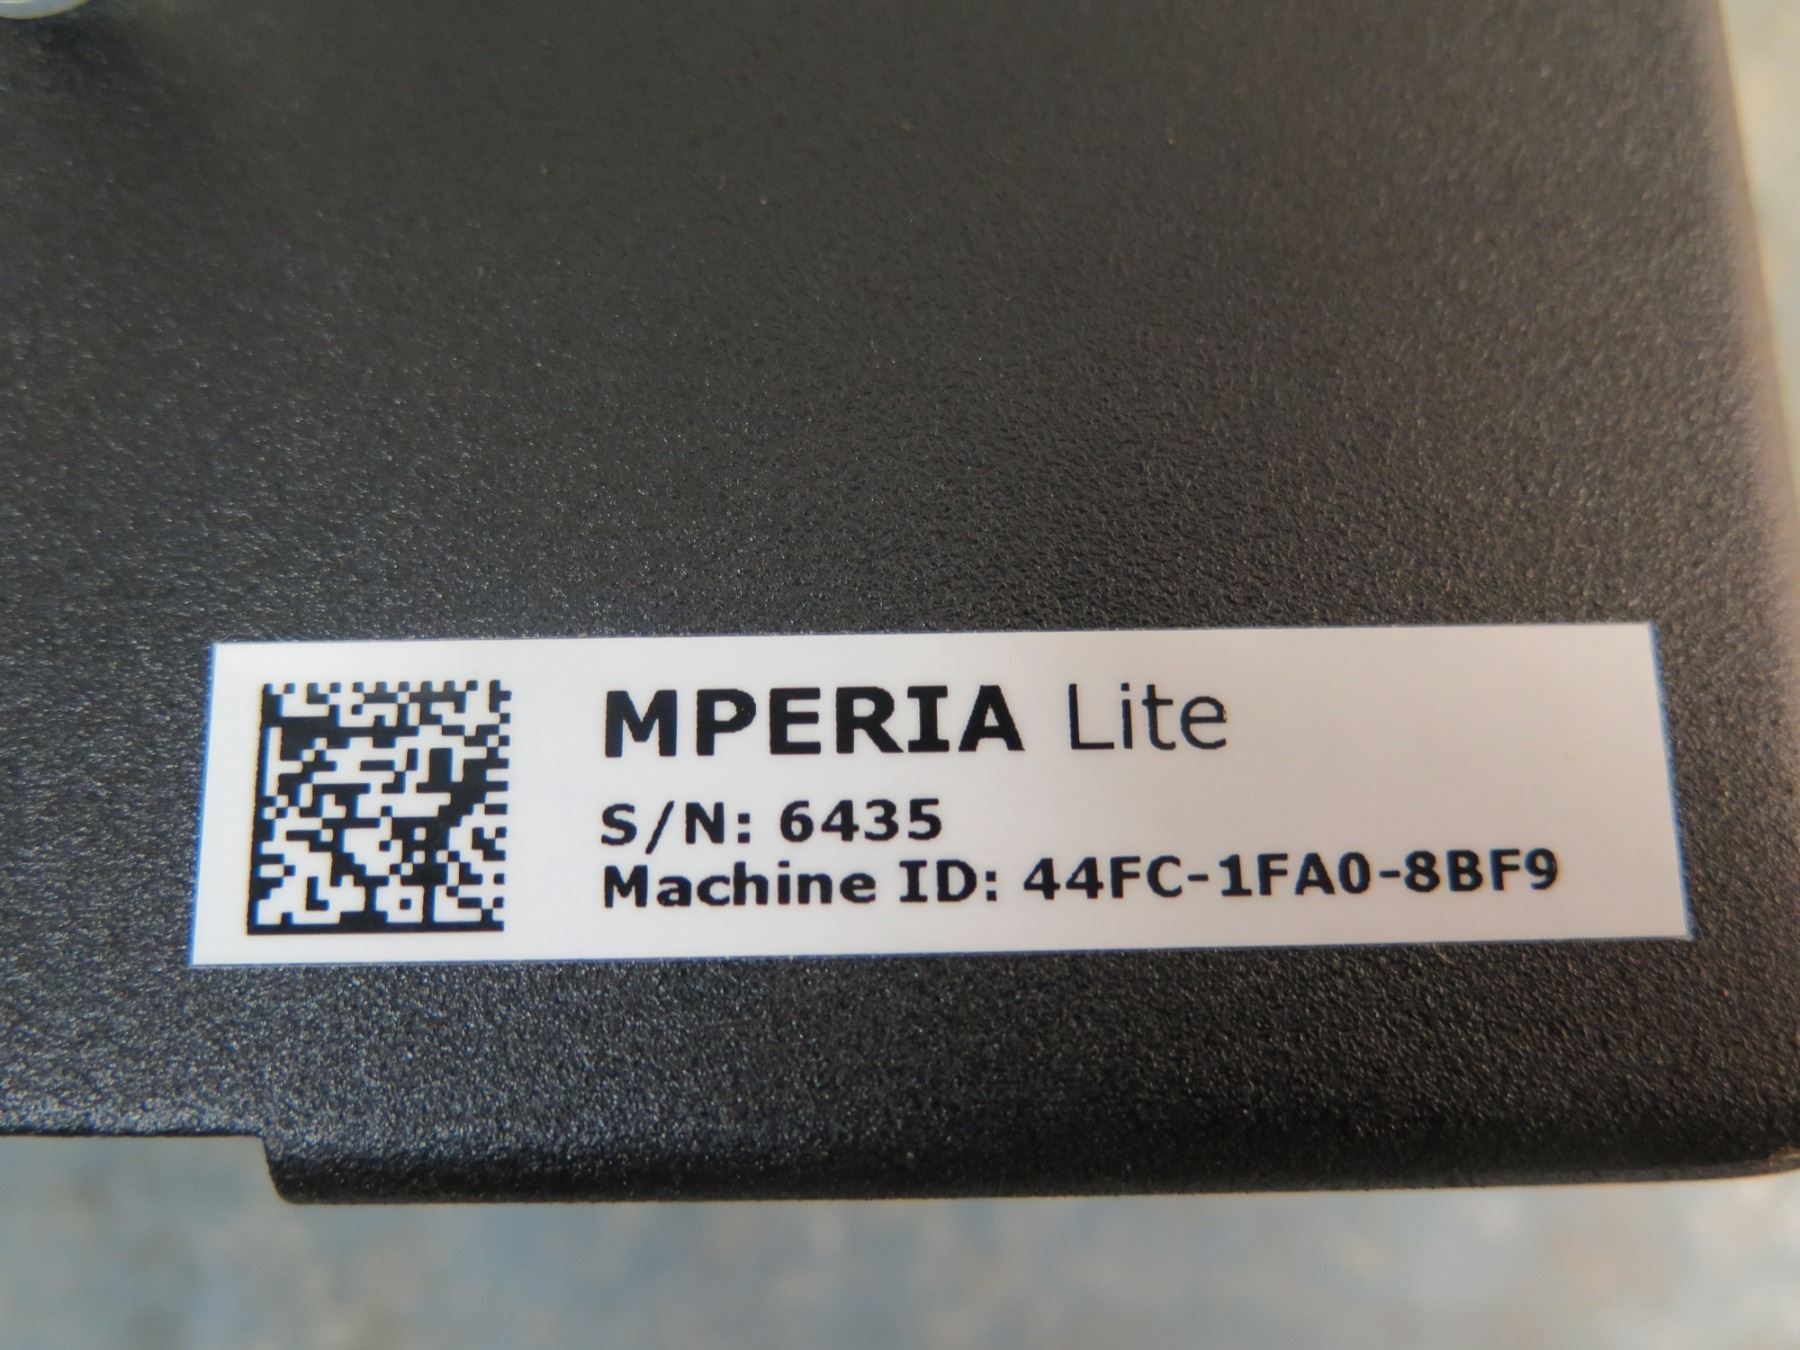 MPERIA Lite
S/N: 6435
Machine ID: 44FC-1FA0-8BF9